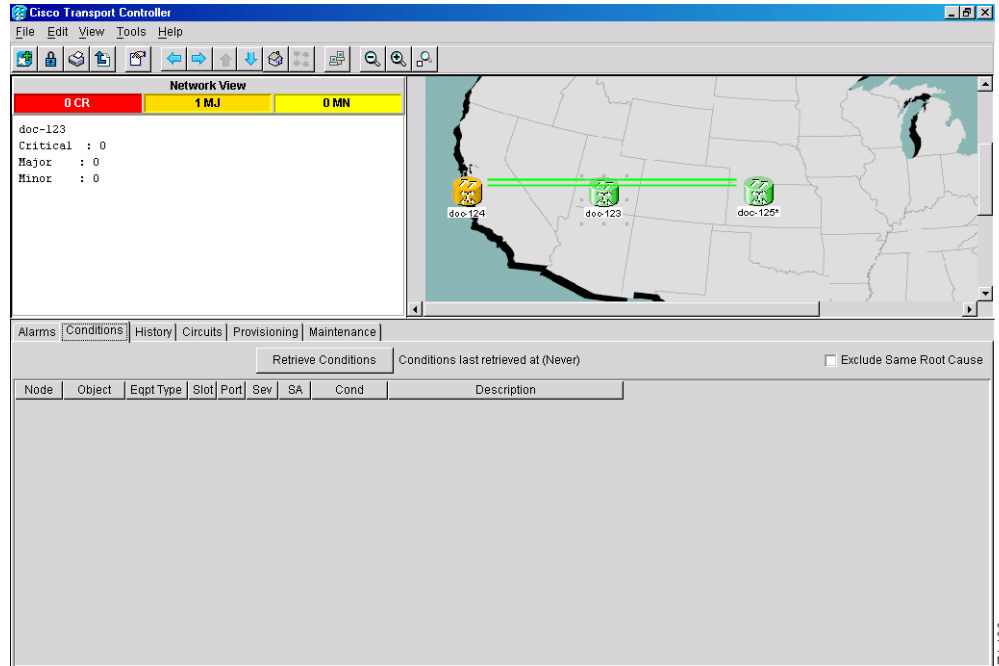 Cisco Transport Controller
File Edit View Tools Help
Network View
0 CR 1 MJ 0 MN
doc-123
Critical : 0
Major : 0
Minor : 0
doc-124 doc-123 doc-125*
Alarms Conditions History Circuits Provisioning Maintenance
Retrieve Conditions Conditions last retrieved at (Never) Exclude Same Root Cause
Node Object Eqpt Type Slot Port Sev SA Cond Description